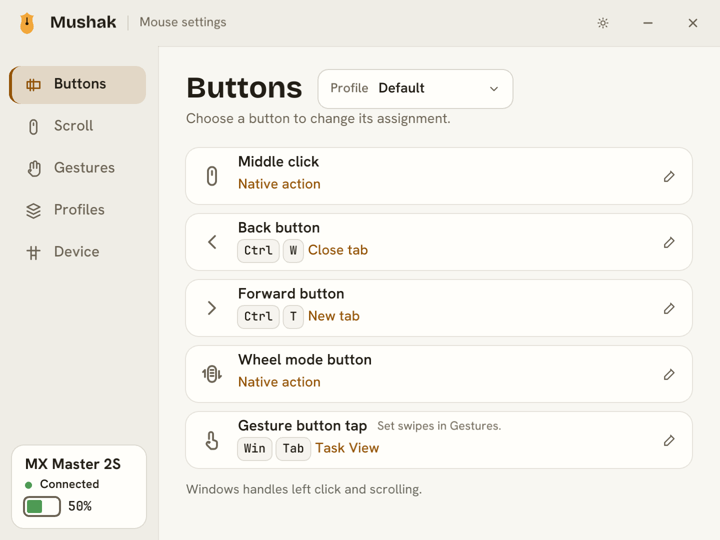 Mushak | Mouse settings
Buttons
Scroll
Gestures
Profiles
Device
MX Master 2S
Connected
50%
Buttons
Profile Default
Choose a button to change its assignment.
Middle click
Native action
Back button
Ctrl W Close tab
Forward button
Ctrl T New tab
Wheel mode button
Native action
Gesture button tap Set swipes in Gestures.
Win Tab Task View
Windows handles left click and scrolling.